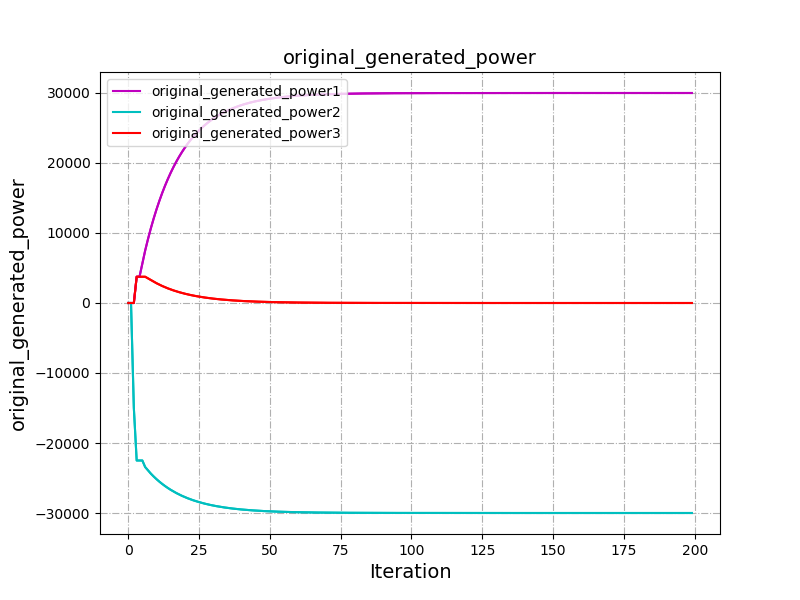 original_generated_power
original_generated_power1
original_generated_power2
original_generated_power3
original_generated_power
30000
20000
10000
0
−10000
−20000
−30000
0 25 50 75 100 125 150 175 200
Iteration